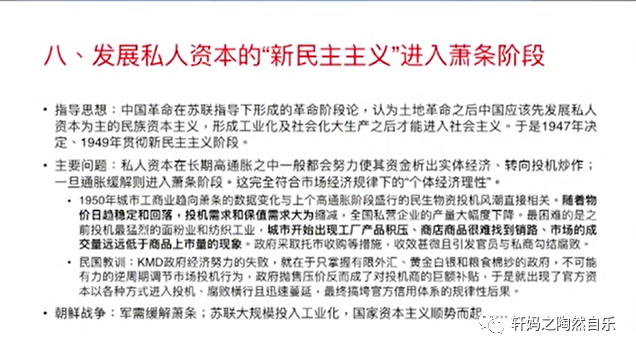 八、发展私人资本的“新民主主义”进入萧条阶段
• 指导思想：中国革命在苏联指导下形成的革命阶段论，认为土地革命之后中国应该先发展私人
资本为主的民族资本主义，形成工业化及社会化大生产之后才能进入社会主义。于是1947年决
定、1949年贯彻新民主主义阶段。
• 主要问题：私人资本在长期高通胀之中一般都会努力使其资金析出实体经济、转向投机炒作；
一旦通胀缓解则进入萧条阶段。这完全符合市场经济规律下的“个体经济理性”。
• 1950年城市工商业趋向萧条的数据变化与上个高通胀阶段盛行的民生物资投机风潮直接相关。随着物
价日趋稳定和回落，投机需求和保值需求大为缩减，全国私营企业的产量大幅度下降。最困难的是之
前投机最猛烈的面粉业和纺织工业，城市开始出现工厂产品积压、商店商品很难找到销路、市场的成
交量远远低于商品上市量的现象。政府采取托市收购等措施，收效甚微且引发官员与私商勾结腐败。
• 民国教训：KMD政府经济努力的失败，就在于只掌握有限外汇、黄金白银和粮食棉纱的政府，不可能
有力的逆周期调节市场投机行为，政府抛售压价反而成了对投机商的巨额补贴，于是就出现了官方资
本以各种方式进入投机、腐败横行且迅速蔓延，最终搞垮官方信用体系的规律性后果。
• 朝鲜战争：军需缓解萧条；苏联大规模投入工业化，国家资本主义顺势而起……
轩妈之陶然自乐